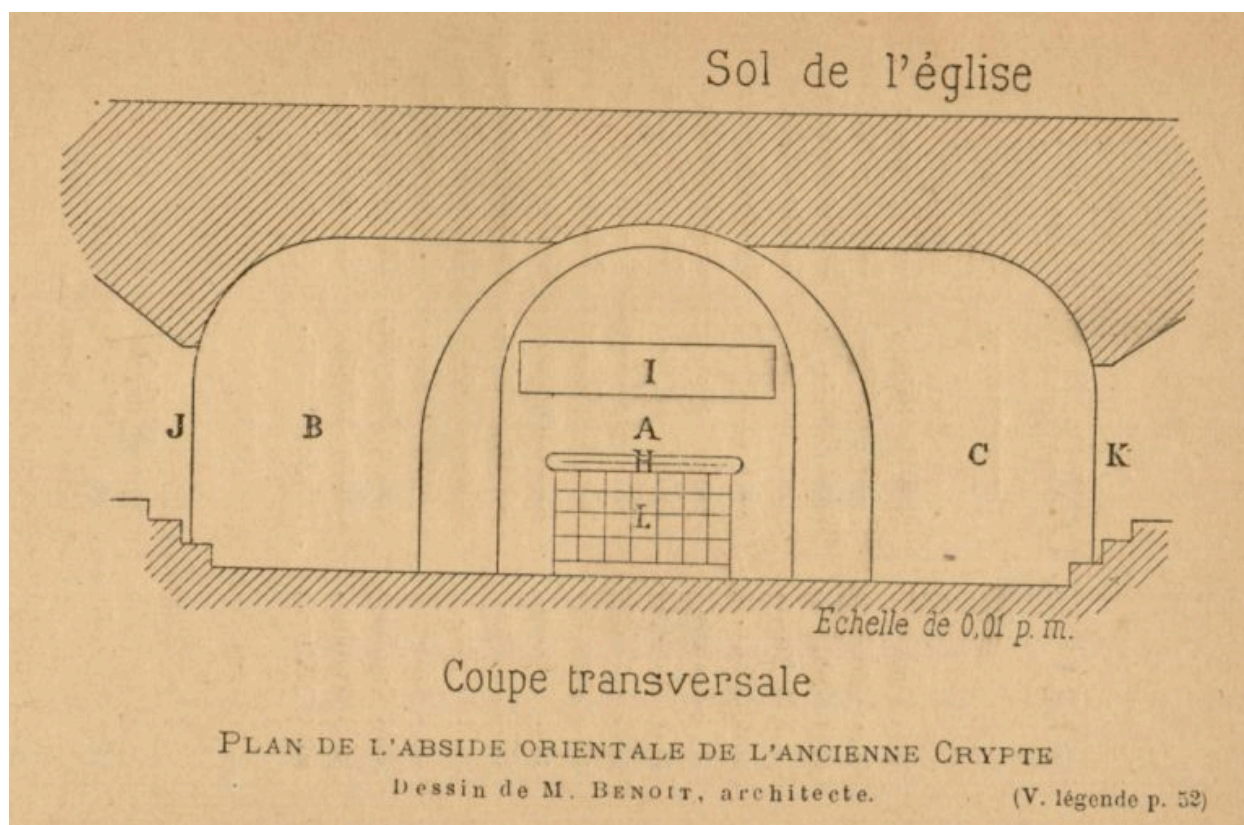 Sol de l'église
I
A
J B C K
H
L
Echelle de 0,01 p. m.
Coupe transversale
PLAN DE L'ABSIDE ORIENTALE DE L'ANCIENNE CRYPTE
Dessin de M. BENOIT, architecte.
(V. légende p. 52)